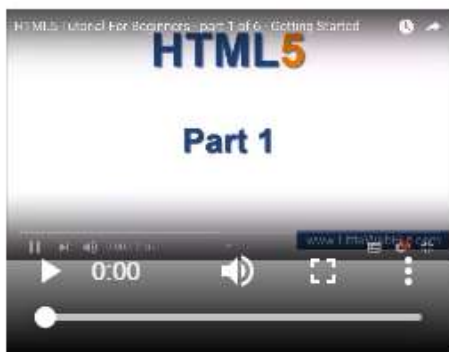 HTML5 Tutorial For Beginners - part 1 of 6 - Getting Started
HTML5
Part 1
0:00